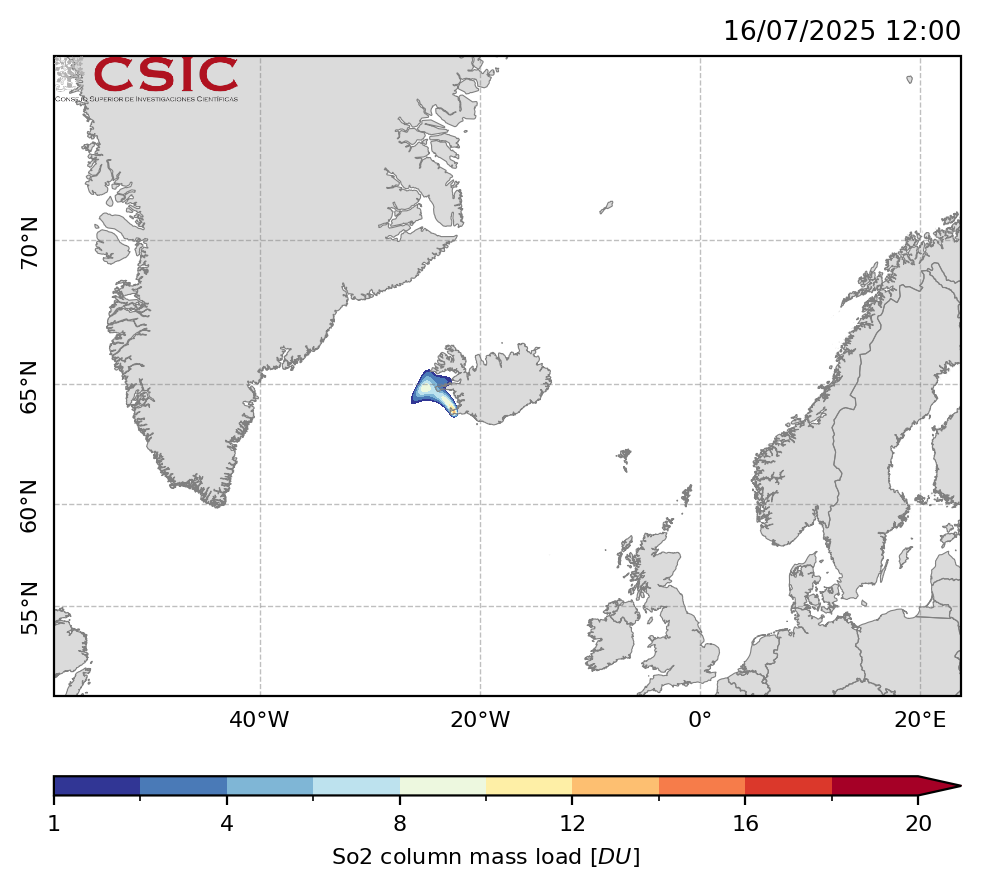 16/07/2025 12:00
CSIC
CONSEJO SUPERIOR DE INVESTIGACIONES CIENTÍFICAS
70°N
65°N
60°N
55°N
40°W 20°W 0° 20°E
1 4 8 12 16 20
So2 column mass load [DU]